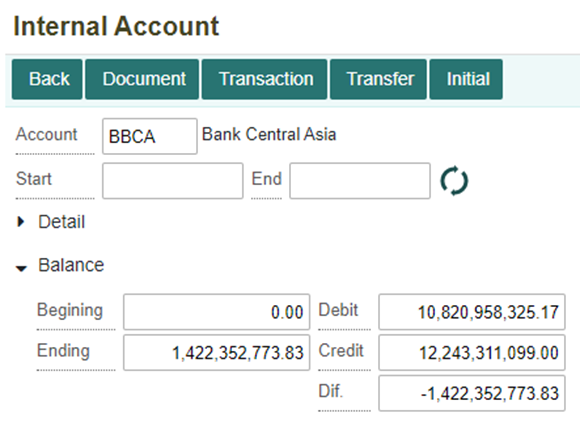 Internal Account
Back Document Transaction Transfer Initial
Account BBCA Bank Central Asia
Start End
Detail
Balance
Begining 0.00 Debit 10,820,958,325.17
Ending 1,422,352,773.83 Credit 12,243,311,099.00
Dif. -1,422,352,773.83